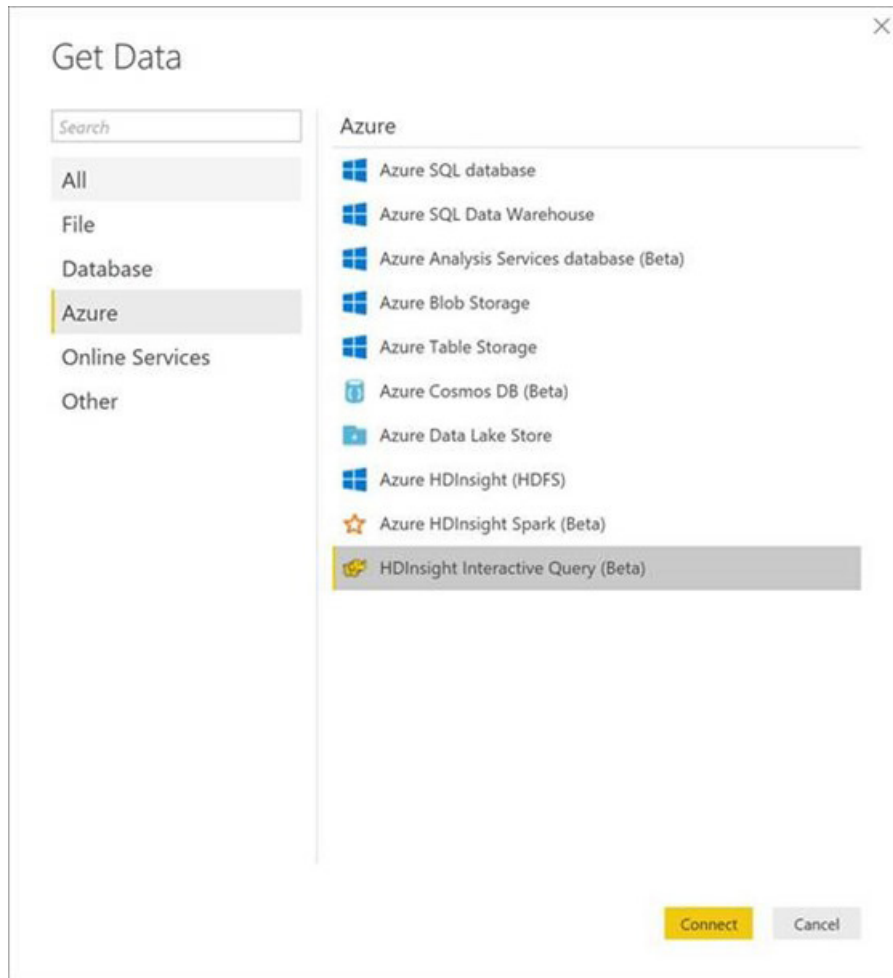 Get Data
Search
All
File
Database
Azure
Online Services
Other
Azure
Azure SQL database
Azure SQL Data Warehouse
Azure Analysis Services database (Beta)
Azure Blob Storage
Azure Table Storage
Azure Cosmos DB (Beta)
Azure Data Lake Store
Azure HDInsight (HDFS)
Azure HDInsight Spark (Beta)
HDInsight Interactive Query (Beta)
Connect
Cancel